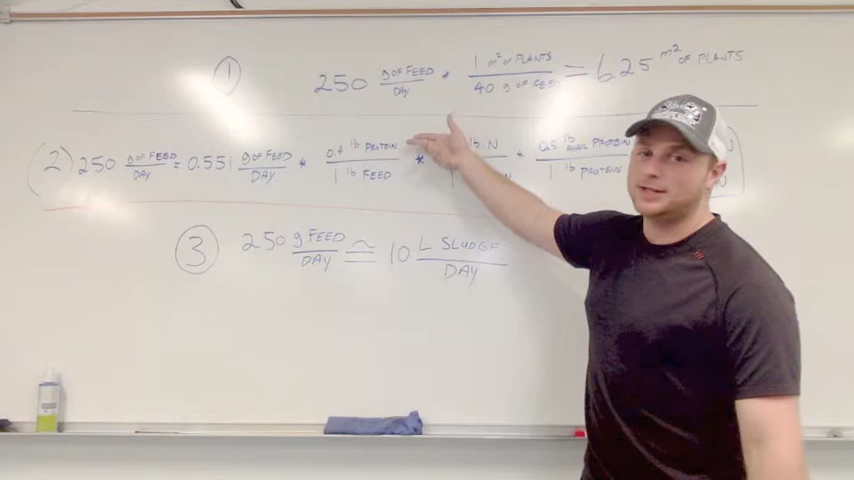 ① 250 g OF FEED/DAY * 1 m² OF PLANTS/40 g OF FEED = 6.25 m² OF PLANTS
② 250 g OF FEED/DAY = 0.551 g OF FEED/DAY * 0.4 lb PROTEIN/1 lb FEED * lb N/1 * 0.5 lb PROTEIN/1 lb PROTEIN
③ 250 g FEED/DAY ≅ 10 L SLUDGE/DAY